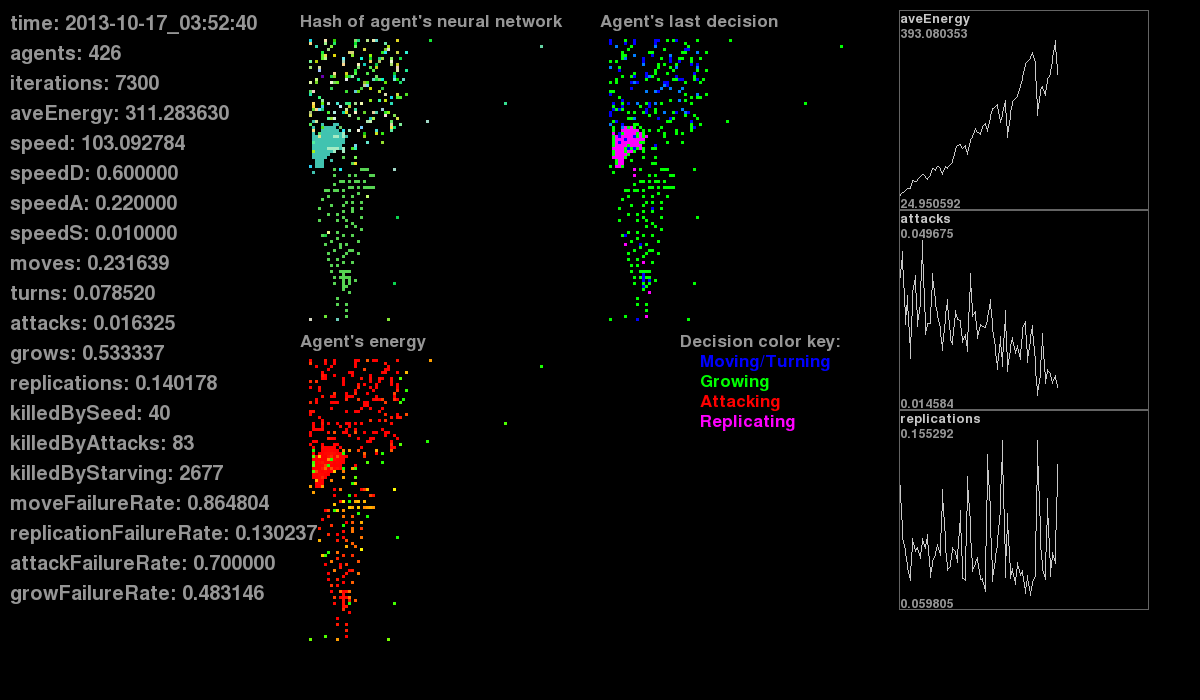 time: 2013-10-17_03:52:40
agents: 426
iterations: 7300
aveEnergy: 311.283630
speed: 103.092784
speedD: 0.600000
speedA: 0.220000
speedS: 0.010000
moves: 0.231639
turns: 0.078520
attacks: 0.016325
grows: 0.533337
replications: 0.140178
killedBySeed: 40
killedByAttacks: 83
killedByStarving: 2677
moveFailureRate: 0.864804
replicationFailureRate: 0.130237
attackFailureRate: 0.700000
growFailureRate: 0.483146
Hash of agent's neural network
Agent's last decision
Agent's energy
Decision color key:
Moving/Turning
Growing
Attacking
Replicating
aveEnergy
393.080353
24.950592
attacks
0.049675
0.014584
replications
0.155292
0.059805